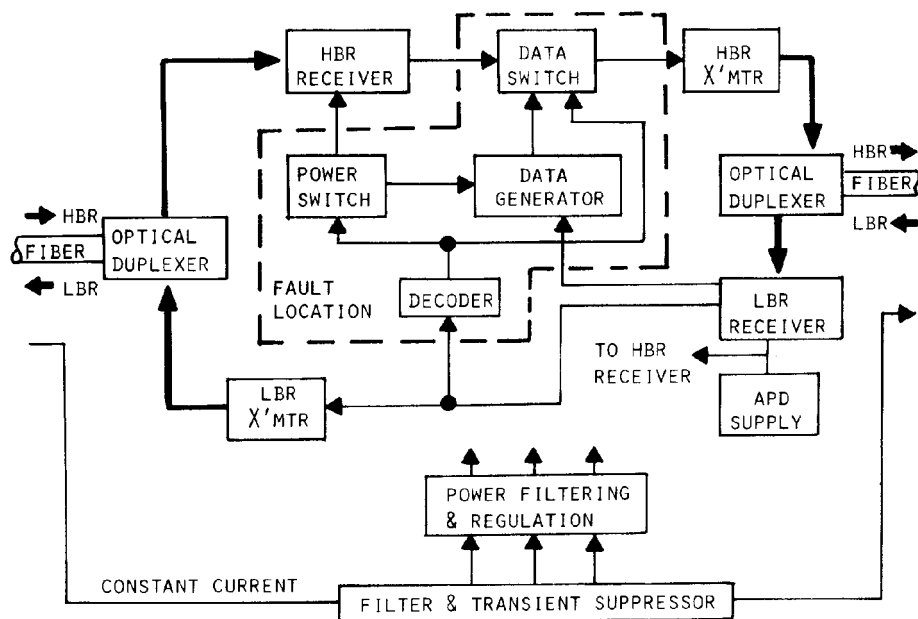 HBR
RECEIVER
DATA
SWITCH
HBR
X'MTR
POWER
SWITCH
DATA
GENERATOR
OPTICAL
DUPLEXER
HBR
FIBER
LBR
HBR
FIBER
LBR
OPTICAL
DUPLEXER
FAULT
LOCATION
DECODER
LBR
RECEIVER
TO HBR
RECEIVER
APD
SUPPLY
LBR
X'MTR
POWER FILTERING
& REGULATION
CONSTANT CURRENT
FILTER & TRANSIENT SUPPRESSOR